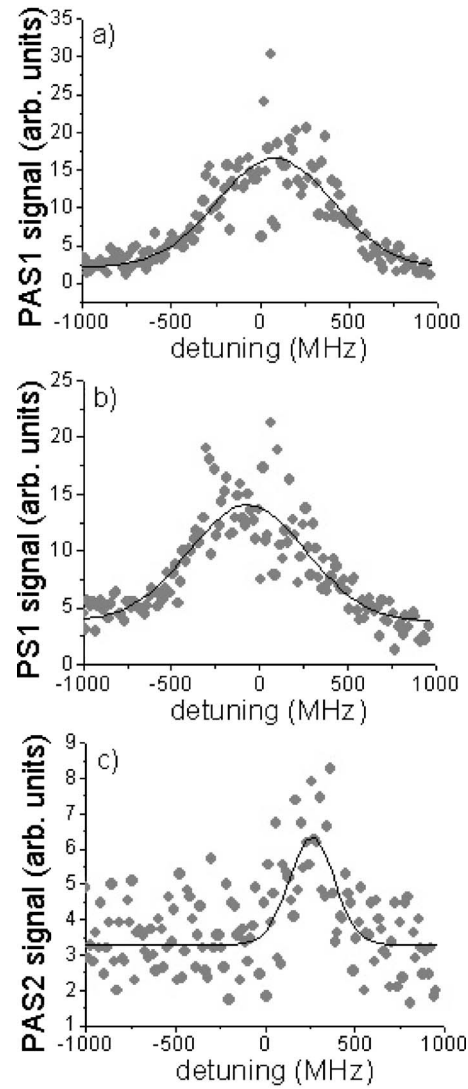 a)
PAS1 signal (arb. units)
35
30
25
20
15
10
5
0
-1000 -500 0 500 1000
detuning (MHz)
b)
PS1 signal (arb. units)
25
20
15
10
5
0
-1000 -500 0 500 1000
detuning (MHz)
c)
PAS2 signal (arb. units)
9
8
7
6
5
4
3
2
1
-1000 -500 0 500 1000
detuning (MHz)